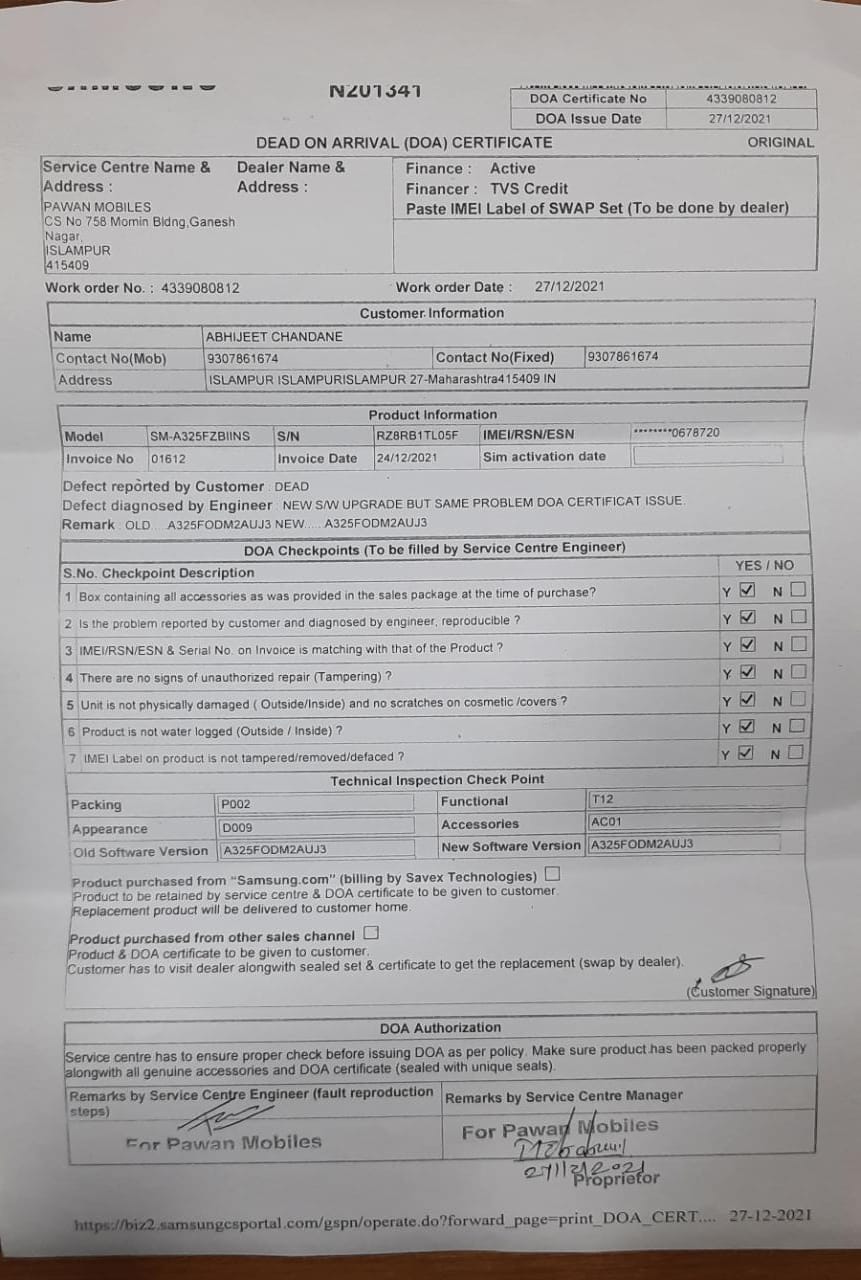 N201341
DOA Certificate No 4339080812
DOA Issue Date 27/12/2021
DEAD ON ARRIVAL (DOA) CERTIFICATE ORIGINAL
Service Centre Name & Address : Dealer Name & Address :
PAWAN MOBILES
CS No 758 Momin Bldng,Ganesh
Nagar,
ISLAMPUR
415409
Finance : Active
Financer : TVS Credit
Paste IMEI Label of SWAP Set (To be done by dealer)
Work order No. : 4339080812 Work order Date : 27/12/2021
Customer Information
Name ABHIJEET CHANDANE
Contact No(Mob) 9307861674 Contact No(Fixed) 9307861674
Address ISLAMPUR ISLAMPURISLAMPUR 27-Maharashtra415409 IN
Product Information
Model SM-A325FZBIINS S/N RZ8RB1TL05F IMEI/RSN/ESN ********0678720
Invoice No 01612 Invoice Date 24/12/2021 Sim activation date
Defect reported by Customer : DEAD
Defect diagnosed by Engineer : NEW S/W UPGRADE BUT SAME PROBLEM DOA CERTIFICAT ISSUE.
Remark : OLD.... A325FODM2AUJ3 NEW..... A325FODM2AUJ3
DOA Checkpoints (To be filled by Service Centre Engineer)
S.No. Checkpoint Description YES / NO
1 Box containing all accessories as was provided in the sales package at the time of purchase? Y ☑ N ☐
2 Is the problem reported by customer and diagnosed by engineer, reproducible ? Y ☑ N ☐
3 IMEI/RSN/ESN & Serial No. on Invoice is matching with that of the Product ? Y ☑ N ☐
4 There are no signs of unauthorized repair (Tampering) ? Y ☑ N ☐
5 Unit is not physically damaged ( Outside/Inside) and no scratches on cosmetic /covers ? Y ☑ N ☐
6 Product is not water logged (Outside / Inside) ? Y ☑ N ☐
7 IMEI Label on product is not tampered/removed/defaced ? Y ☑ N ☐
Technical Inspection Check Point
Packing P002 Functional T12
Appearance D009 Accessories AC01
Old Software Version A325FODM2AUJ3 New Software Version A325FODM2AUJ3
Product purchased from "Samsung.com" (billing by Savex Technologies) ☐
Product to be retained by service centre & DOA certificate to be given to customer.
Replacement product will be delivered to customer home.
Product purchased from other sales channel ☐
Product & DOA certificate to be given to customer.
Customer has to visit dealer alongwith sealed set & certificate to get the replacement (swap by dealer).
(Customer Signature)
DOA Authorization
Service centre has to ensure proper check before issuing DOA as per policy. Make sure product has been packed properly
alongwith all genuine accessories and DOA certificate (sealed with unique seals).
Remarks by Service Centre Engineer (fault reproduction
steps)
For Pawan Mobiles
Remarks by Service Centre Manager
For Pawan Mobiles
27/12/2021
Proprietor
https://biz2.samsungcsportal.com/gspn/operate.do?forward_page=print_DOA_CERT.... 27-12-2021